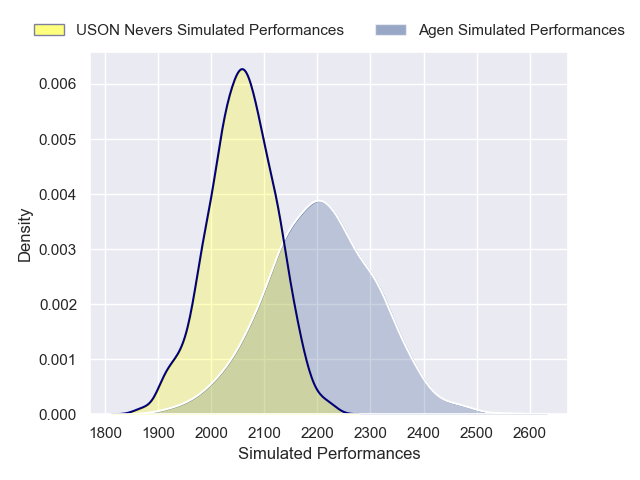 USON Nevers Simulated Performances Agen Simulated Performances
0.006
0.005
0.004
0.003
0.002
0.001
0.000
Density
1800 1900 2000 2100 2200 2300 2400 2500 2600
Simulated Performances